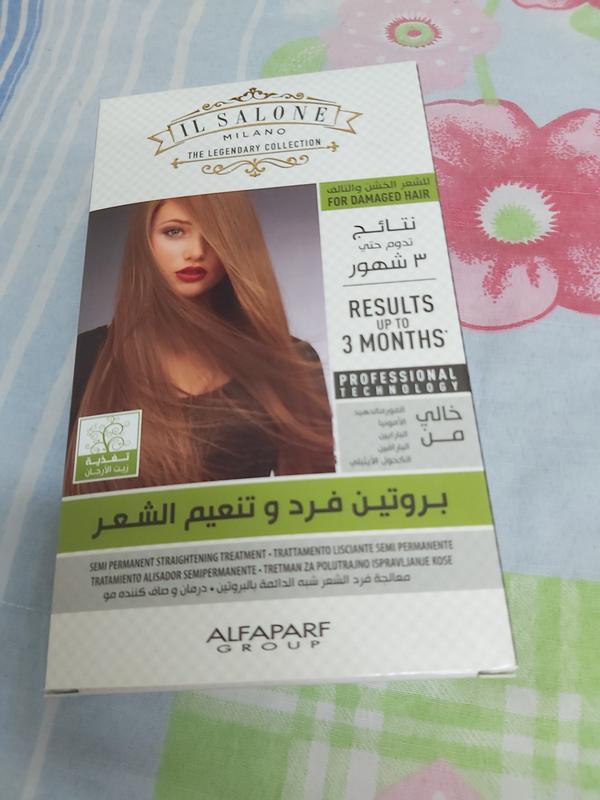 IL SALONE
MILANO
THE LEGENDARY COLLECTION
للشعر الخشن والتالف
FOR DAMAGED HAIR
نتائج
تدوم حتي
٣ شهور
RESULTS
UP TO
3 MONTHS*
PROFESSIONAL
TECHNOLOGY
خالي
من
الفورمالدهيد
الأمونيا
البارابين
البارافين
الكحول الأيثيلي
تغذية
زيت الأرجان
بروتين فرد و تنعيم الشعر
SEMI PERMANENT STRAIGHTENING TREATMENT • TRATTAMENTO LISCIANTE SEMI PERMANENTE
TRATAMIENTO ALISADOR SEMIPERMANENTE • TRETMAN ZA POLUTRAJNO ISPRAVLJANJE KOSE
معالجة فرد الشعر شبه الدائمة بالبروتين • درمان و صاف كننده مو
ALFAPARF
GROUP